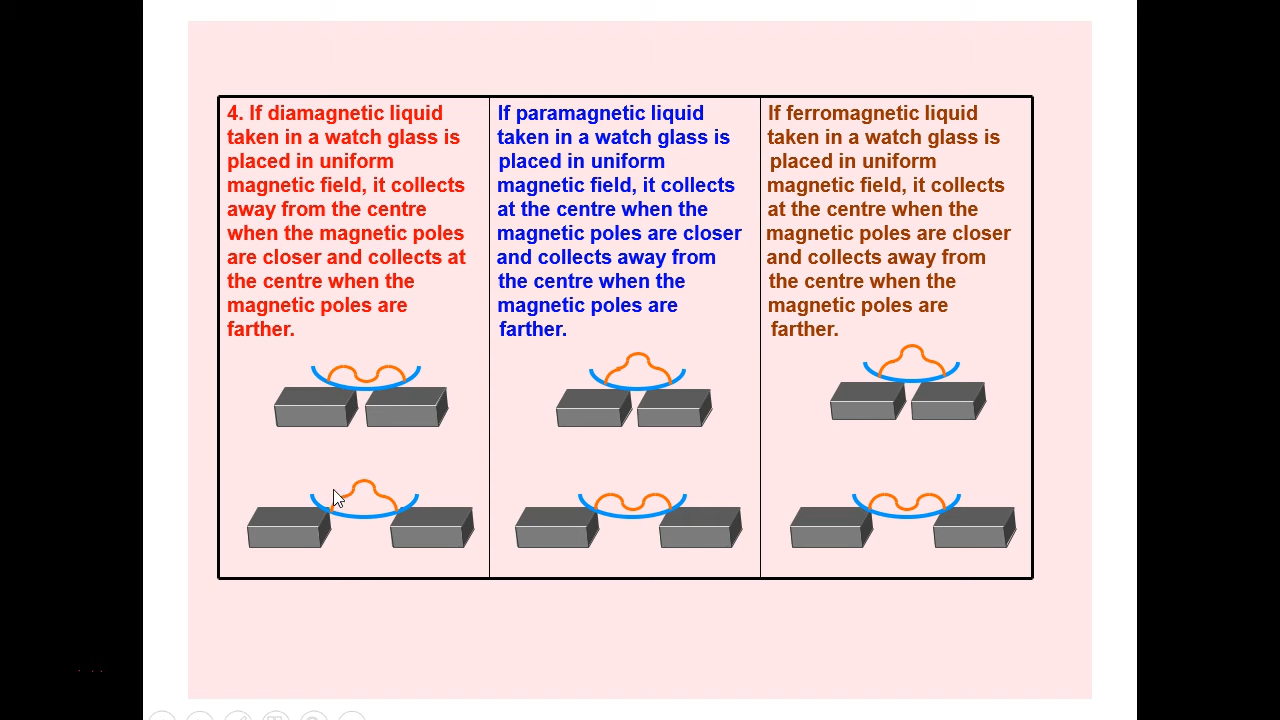 4. If diamagnetic liquid
taken in a watch glass is
placed in uniform
magnetic field, it collects
away from the centre
when the magnetic poles
are closer and collects at
the centre when the
magnetic poles are
farther.
If paramagnetic liquid
taken in a watch glass is
placed in uniform
magnetic field, it collects
at the centre when the
magnetic poles are closer
and collects away from
the centre when the
magnetic poles are
farther.
If ferromagnetic liquid
taken in a watch glass is
placed in uniform
magnetic field, it collects
at the centre when the
magnetic poles are closer
and collects away from
the centre when the
magnetic poles are
farther.